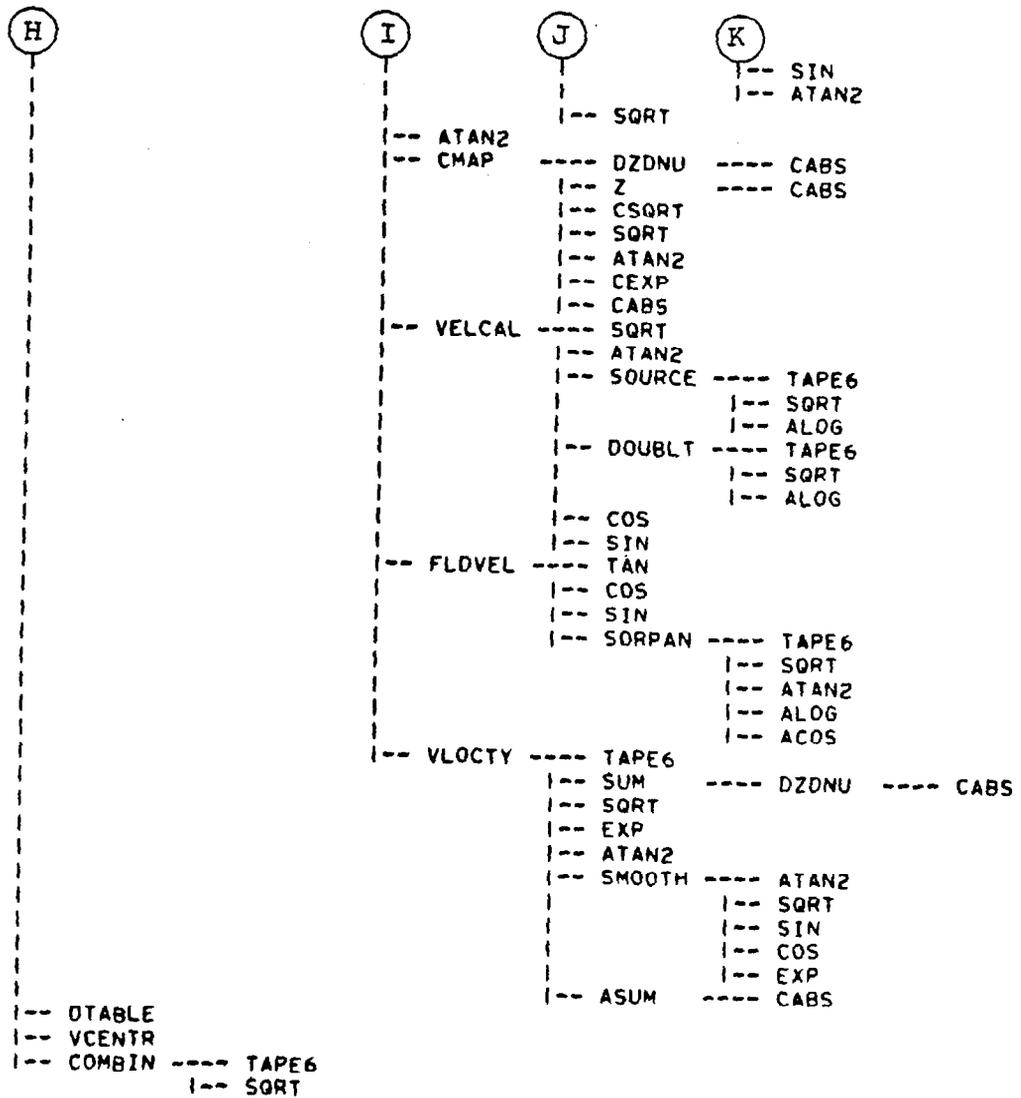 H I J K
|-- SIN
|-- ATAN2
|-- SQRT
|-- ATAN2
|-- CMAP ---- DZDNU ---- CABS
|-- Z ---- CABS
|-- CSQRT
|-- SQRT
|-- ATAN2
|-- CEXP
|-- CABS
|-- VELCAL ---- SQRT
|-- ATAN2
|-- SOURCE ---- TAPE6
|-- SQRT
|-- ALOG
|-- DOUBLT ---- TAPE6
|-- SQRT
|-- ALOG
|-- COS
|-- SIN
|-- FLDVEL ---- TAN
|-- COS
|-- SIN
|-- SORPAN ---- TAPE6
|-- SQRT
|-- ATAN2
|-- ALOG
|-- ACOS
|-- VLOCTY ---- TAPE6
|-- SUM ---- DZDNU ---- CABS
|-- SQRT
|-- EXP
|-- ATAN2
|-- SMOOTH ---- ATAN2
|-- SQRT
|-- SIN
|-- COS
|-- EXP
|-- ASUM ---- CABS
|-- DTABLE
|-- VCENTR
|-- COMBIN ---- TAPE6
|-- SQRT